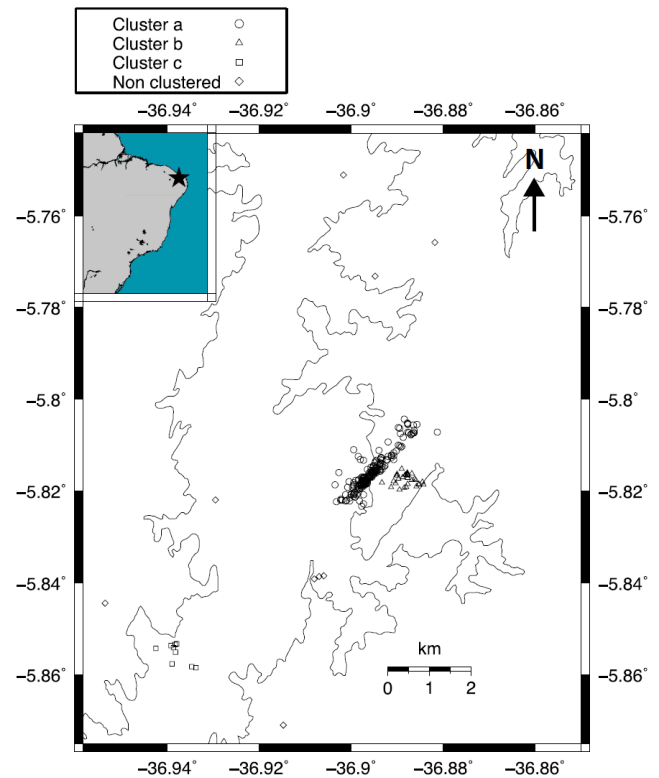 Cluster a
Cluster b
Cluster c
Non clustered
−36.94 −36.92 −36.9 −36.88 −36.86
N
−5.76˚ −5.76˚
−5.78˚ −5.78˚
−5.8˚ −5.8˚
−5.82˚ −5.82˚
−5.84˚ −5.84˚
km
0 1 2
−5.86˚ −5.86˚
−36.94 −36.92 −36.9 −36.88 −36.86